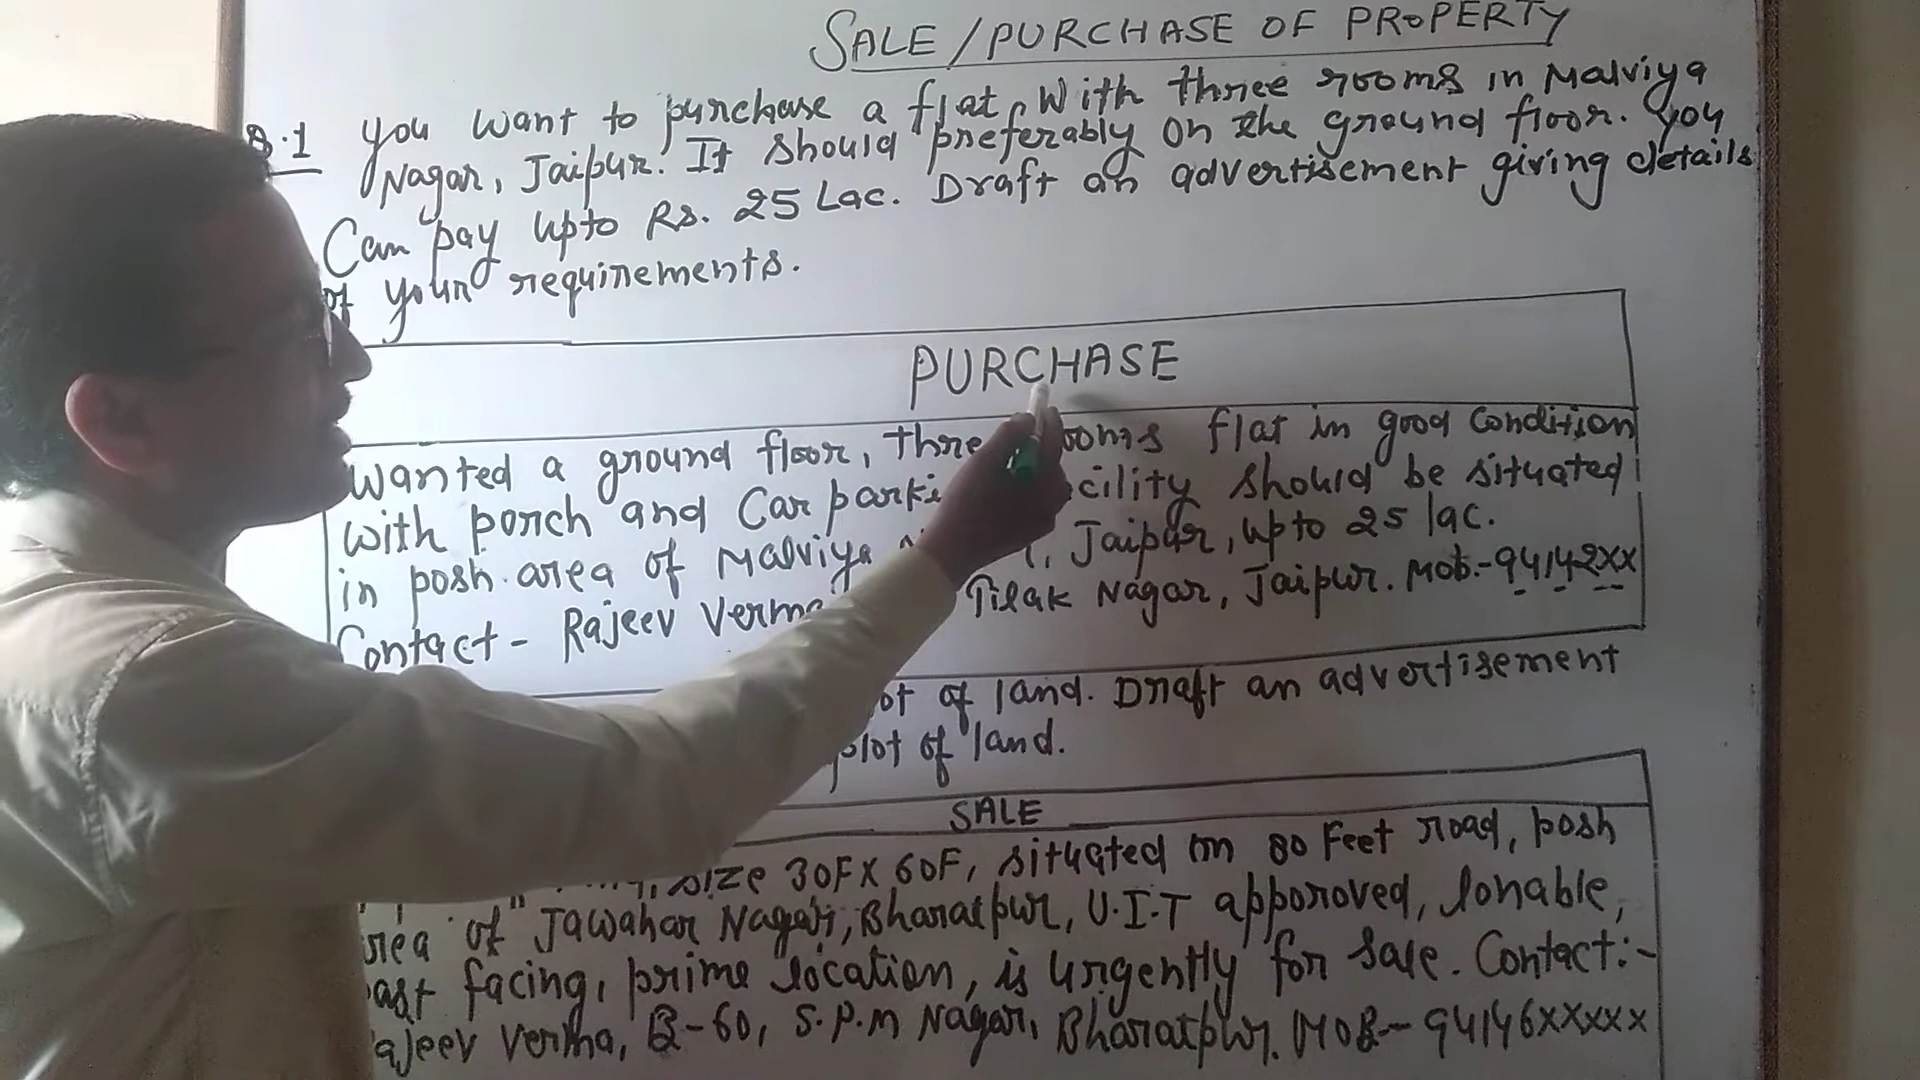 SALE/PURCHASE OF PROPERTY
Q.1 you want to purchase a flat, with three rooms in Malviya
Nagar, Jaipur. It should preferably on the ground floor. you
Can pay upto Rs. 25 Lac. Draft an advertisement giving details
of your requirements.
PURCHASE
Wanted a ground floor, three rooms flat in good condition
with porch and car parking facility should be situated
in posh area of Malviya Jaipur, upto 25 lac.
Contact - Rajeev Verma Tilak Nagar, Jaipur. Mob.-94142XX
of land. Draft an advertisement
plot of land.
SALE
size 30F X 60F, situated on 80 Feet road, posh
area of "Jawahar Nagar, Bharatpur, U.I.T approved, lonable,
facing, prime location, is urgently for sale. Contact:-
Rajeev Verma, B-60, S.P.M Nagar, Bharatpur. MOB-94146XXXXX